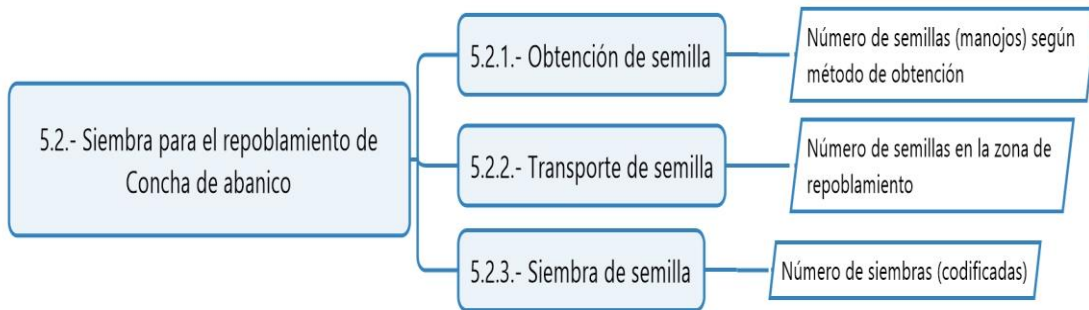 5.2.- Siembra para el repoblamiento de
Concha de abanico
5.2.1.- Obtención de semilla
Número de semillas (manojos) según
método de obtención
5.2.2.- Transporte de semilla
Número de semillas en la zona de
repoblamiento
5.2.3.- Siembra de semilla
Número de siembras (codificadas)